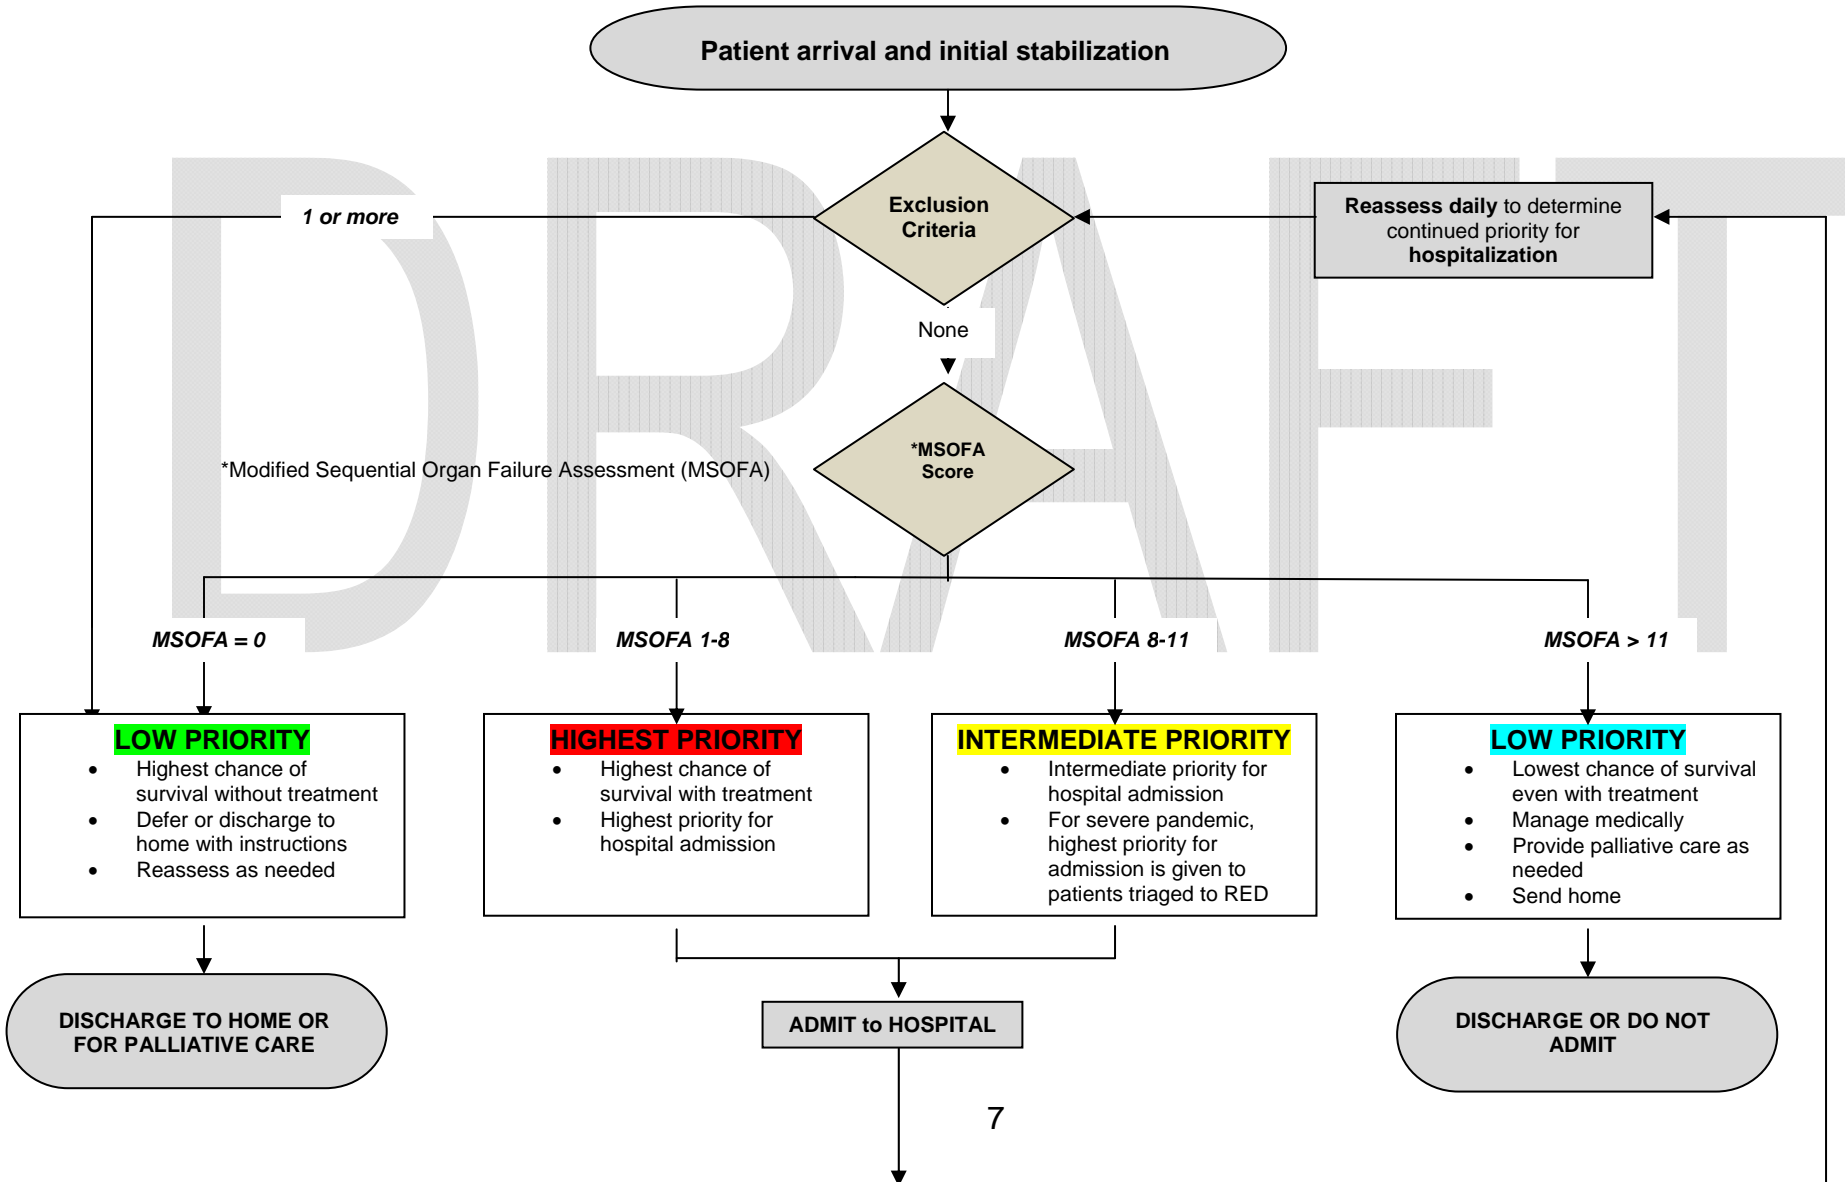 DRAFT
Patient arrival and initial stabilization
Exclusion
Criteria
1 or more
Reassess daily to determine
continued priority for
hospitalization
None
*MSOFA
Score
*Modified Sequential Organ Failure Assessment (MSOFA)
MSOFA = 0
MSOFA 1-8
MSOFA 8-11
MSOFA > 11
LOW PRIORITY
• Highest chance of
survival without treatment
• Defer or discharge to
home with instructions
• Reassess as needed
HIGHEST PRIORITY
• Highest chance of
survival with treatment
• Highest priority for
hospital admission
INTERMEDIATE PRIORITY
• Intermediate priority for
hospital admission
• For severe pandemic,
highest priority for
admission is given to
patients triaged to RED
LOW PRIORITY
• Lowest chance of survival
even with treatment
• Manage medically
• Provide palliative care as
needed
• Send home
DISCHARGE TO HOME OR
FOR PALLIATIVE CARE
ADMIT to HOSPITAL
DISCHARGE OR DO NOT
ADMIT
7